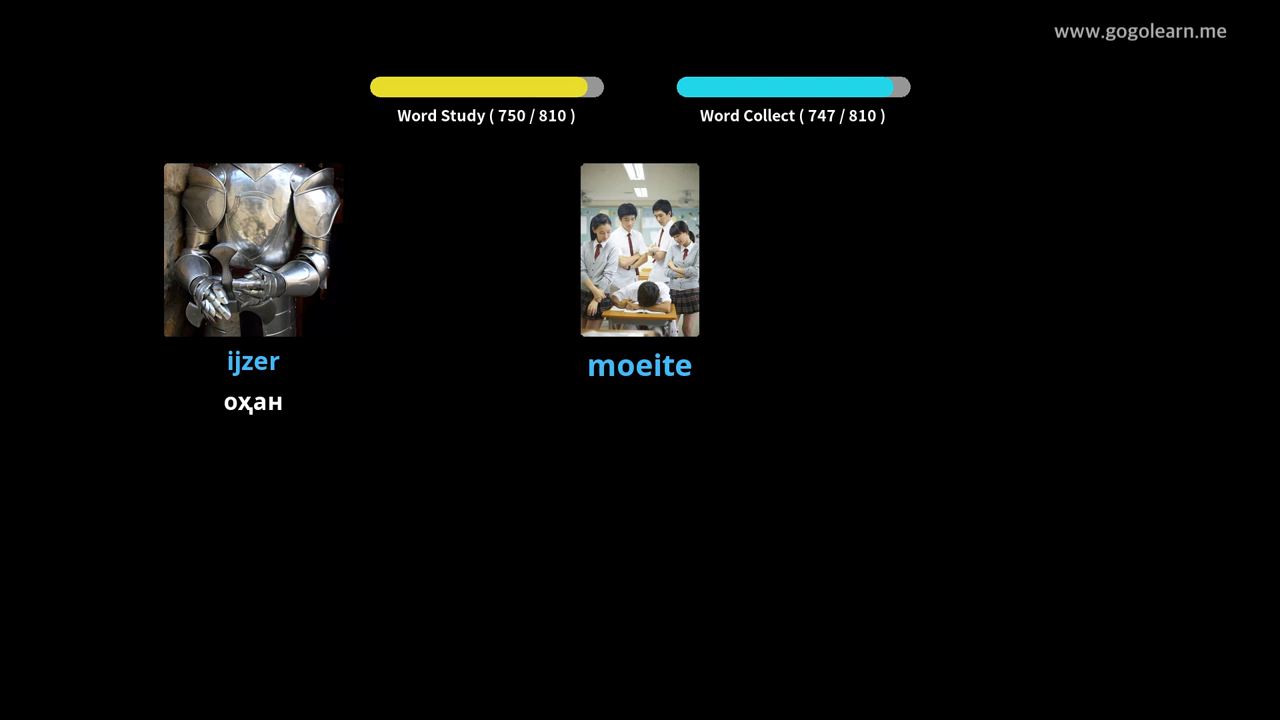 www.gogolearn.me
Word Study ( 750 / 810 )
Word Collect ( 747 / 810 )
ijzer
оҳан
moeite